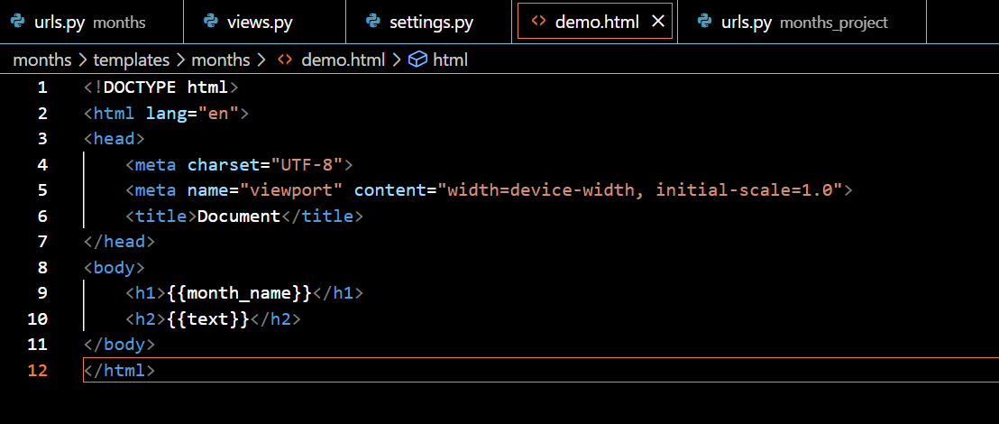 urls.py months views.py settings.py demo.html urls.py months_project
months > templates > months > demo.html > html
1 <!DOCTYPE html>
2 <html lang="en">
3 <head>
4     <meta charset="UTF-8">
5     <meta name="viewport" content="width=device-width, initial-scale=1.0">
6     <title>Document</title>
7 </head>
8 <body>
9     <h1>{{month_name}}</h1>
10     <h2>{{text}}</h2>
11 </body>
12 </html>